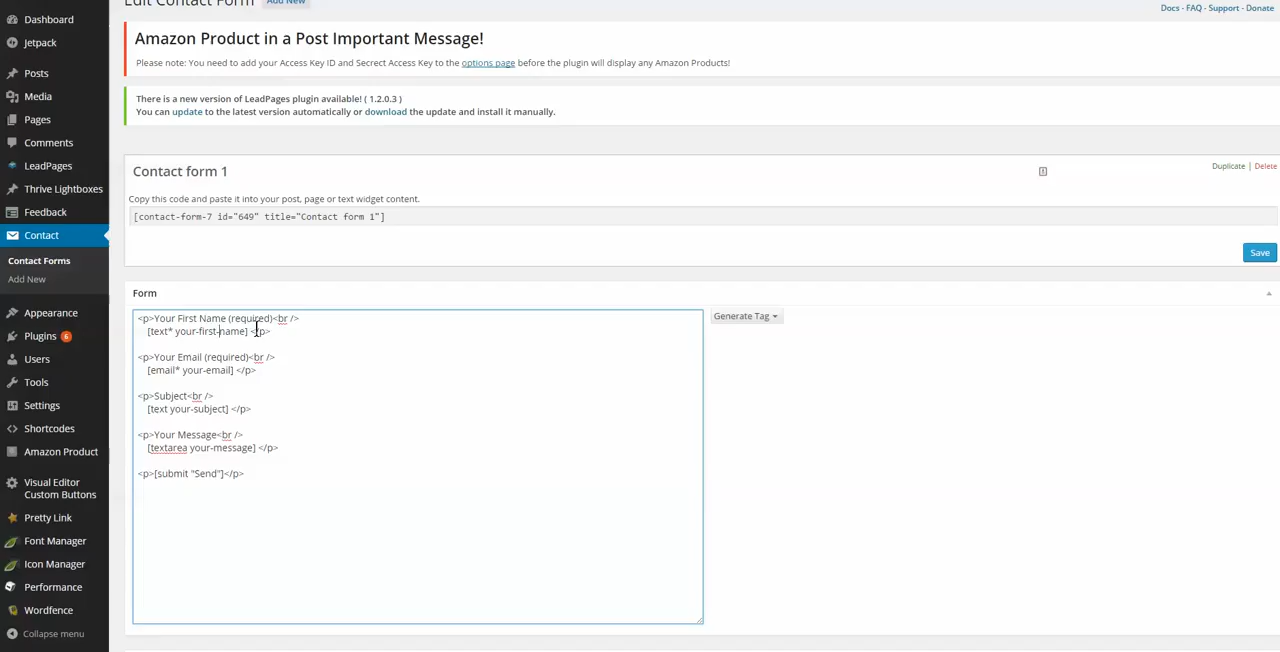 Edit Contact Form Add New
Docs - FAQ - Support - Donate
Dashboard
Jetpack
Posts
Media
Pages
Comments
LeadPages
Thrive Lightboxes
Feedback
Contact
Contact Forms
Add New
Appearance
Plugins 6
Users
Tools
Settings
Shortcodes
Amazon Product
Visual Editor
Custom Buttons
Pretty Link
Font Manager
Icon Manager
Performance
Wordfence
Collapse menu
Amazon Product in a Post Important Message!
Please note: You need to add your Access Key ID and Secrect Access Key to the options page before the plugin will display any Amazon Products!
There is a new version of LeadPages plugin available! ( 1.2.0.3 )
You can update to the latest version automatically or download the update and install it manually.
Contact form 1
Duplicate | Delete
Copy this code and paste it into your post, page or text widget content.
[contact-form-7 id="649" title="Contact form 1"]
Save
Form
<p>Your First Name (required)<br />
[text* your-first-name] </p>
<p>Your Email (required)<br />
[email* your-email] </p>
<p>Subject<br />
[text your-subject] </p>
<p>Your Message<br />
[textarea your-message] </p>
<p>[submit "Send"]</p>
Generate Tag